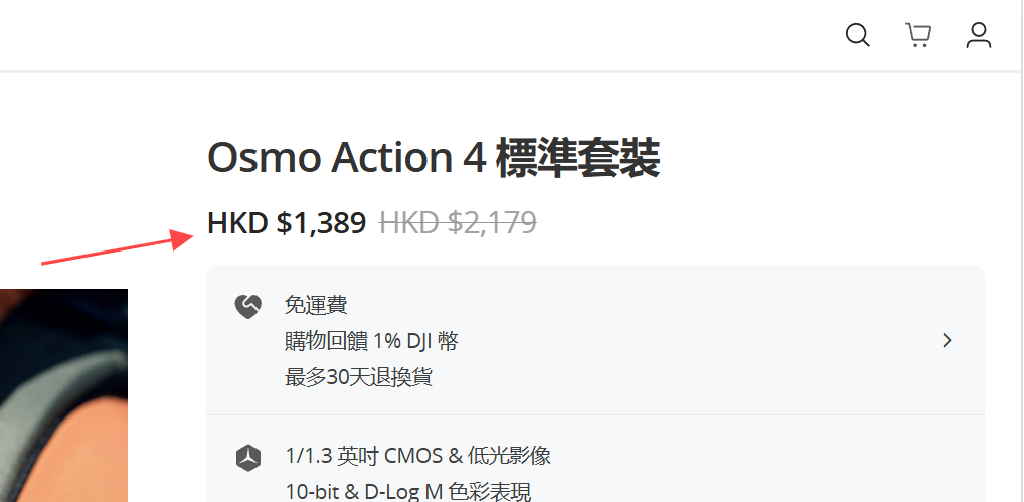 Osmo Action 4 標準套裝
HKD $1,389 HKD $2,179
免運費
購物回饋 1% DJI 幣
最多30天退換貨
1/1.3 英吋 CMOS & 低光影像
10-bit & D-Log M 色彩表現